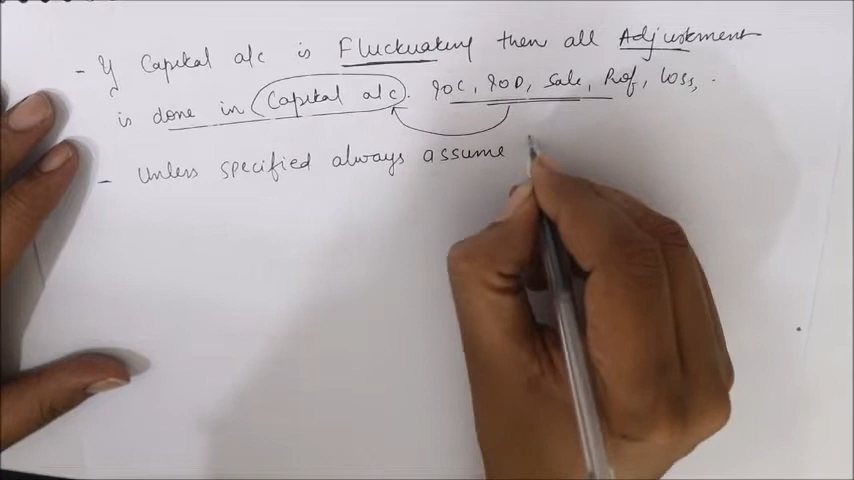 - If Capital a/c is Fluctuating then all Adjustment
is done in Capital a/c. IOC, IOD, Sale, Prof, Loss,
- Unless specified always assume